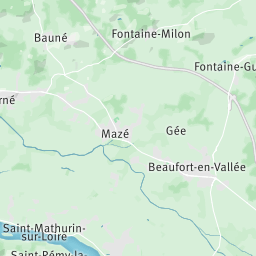 Fontaine-Milon
Bauné
Fontaine-Gu
rné
Mazé
Gée
Beaufort-en-Vallée
Saint-Mathurin-
sur-Loire
Saint-Rémy-la-